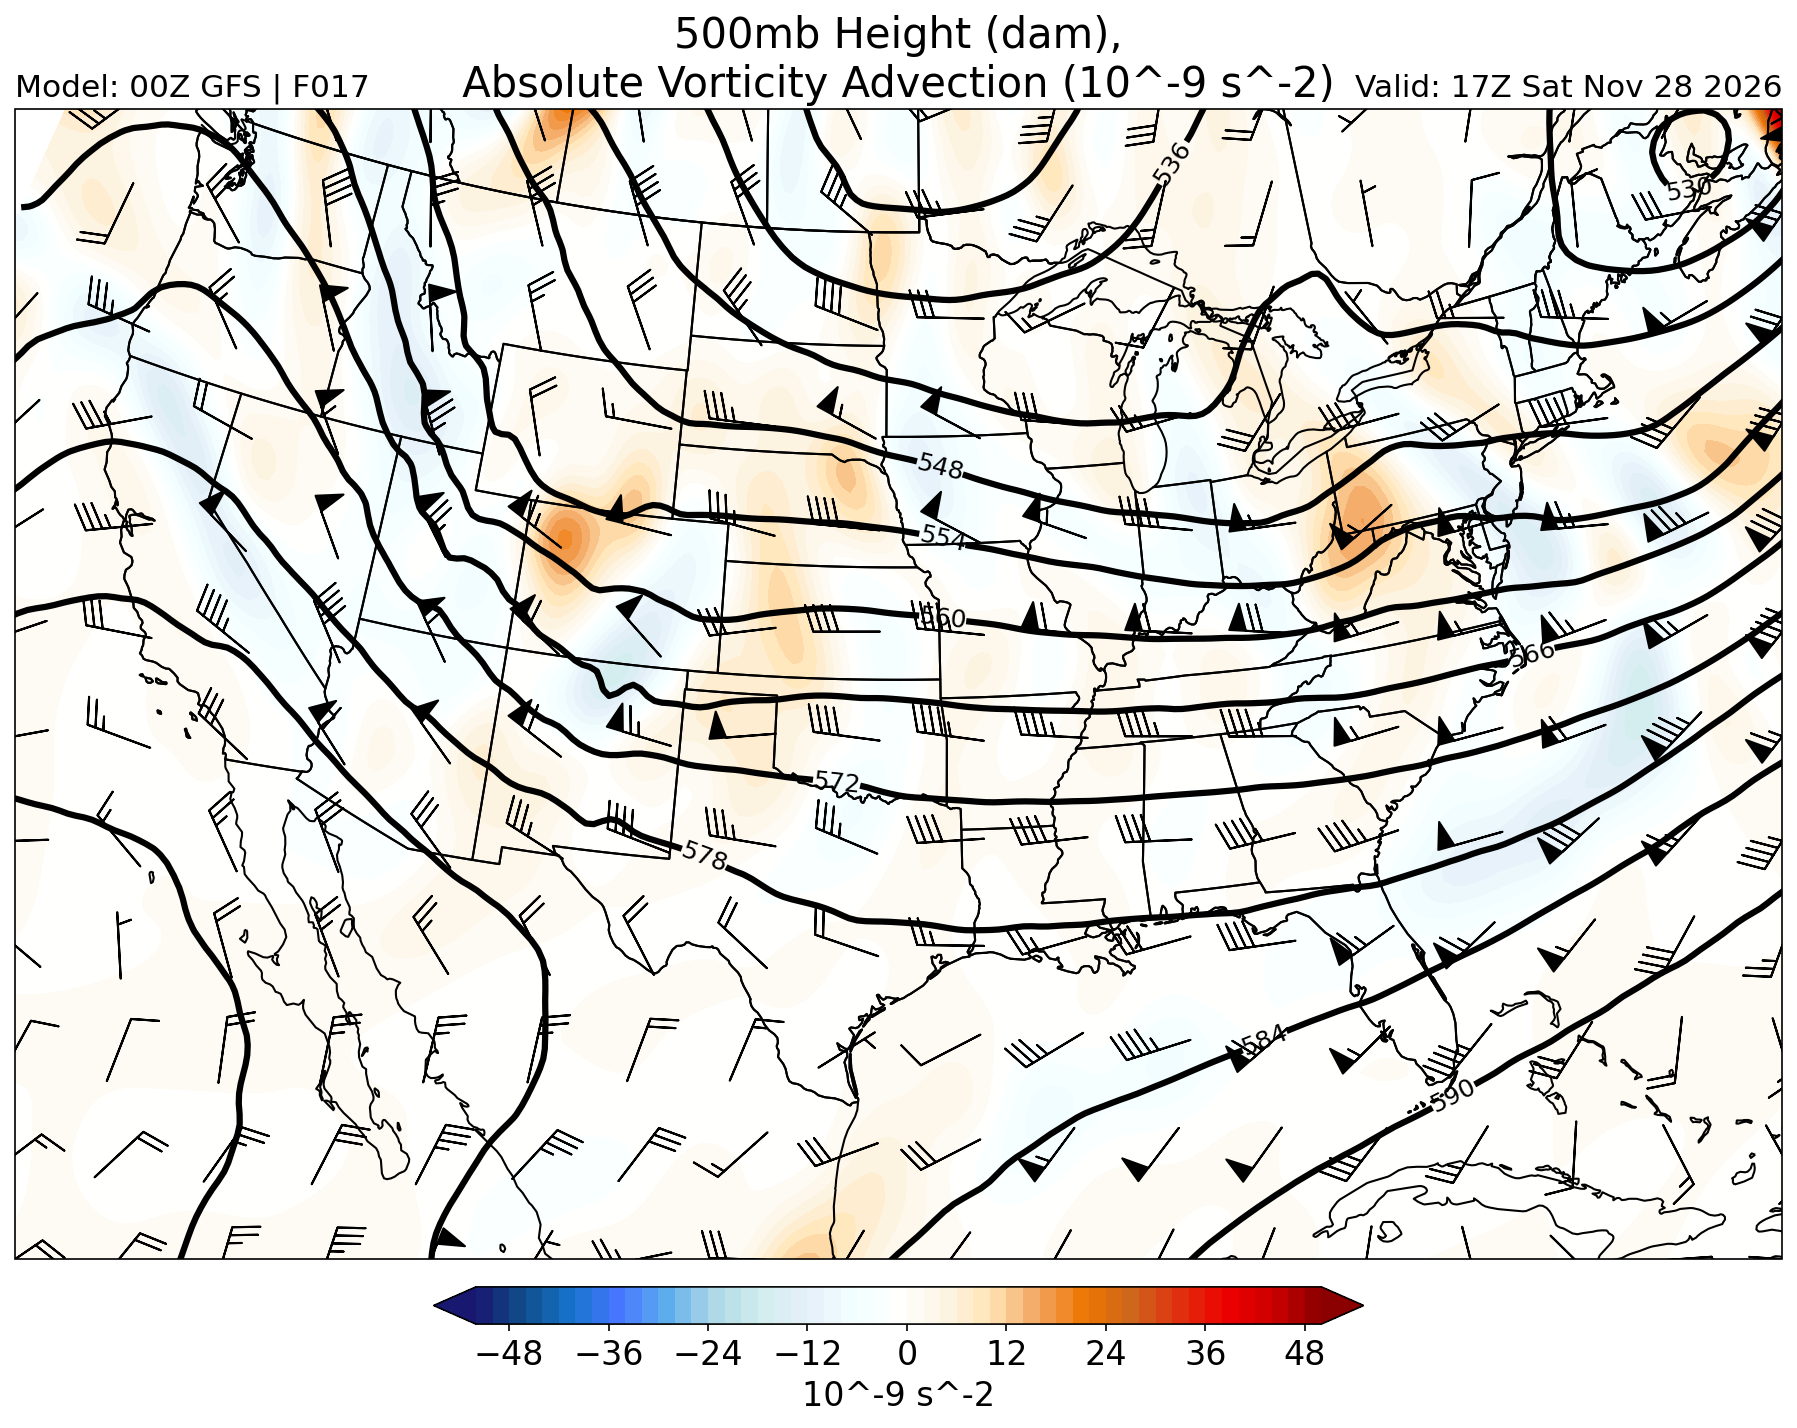 500mb Height (dam),
Model: 00Z GFS | F017
Absolute Vorticity Advection (10^-9 s^-2)
Valid: 17Z Sat Nov 28 2026
536
530
548
554
560
566
572
578
584
590
−48 −36 −24 −12 0 12 24 36 48
10^-9 s^-2